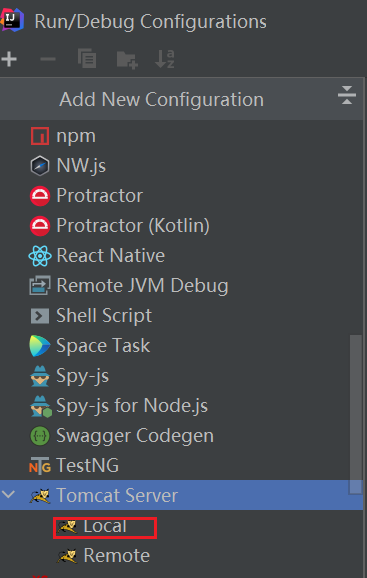 Run/Debug Configurations
Add New Configuration
npm
NW.js
Protractor
Protractor (Kotlin)
React Native
Remote JVM Debug
Shell Script
Space Task
Spy-js
Spy-js for Node.js
Swagger Codegen
TestNG
Tomcat Server
Local
Remote